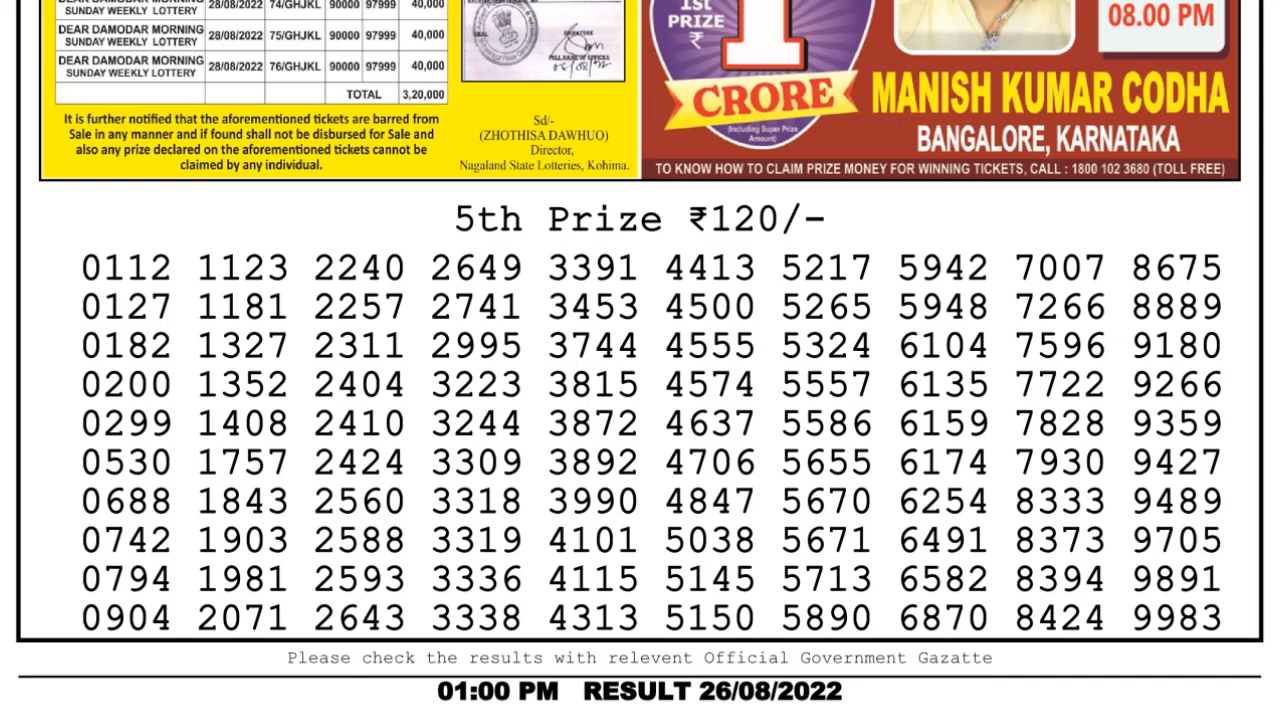 DEAR DAMODAR MORNING SUNDAY WEEKLY LOTTERY 28/08/2022 74/GHJKL 90000 97999 40,000
DEAR DAMODAR MORNING SUNDAY WEEKLY LOTTERY 28/08/2022 75/GHJKL 90000 97999 40,000
DEAR DAMODAR MORNING SUNDAY WEEKLY LOTTERY 28/08/2022 76/GHJKL 90000 97999 40,000
TOTAL 3,20,000
It is further notified that the aforementioned tickets are barred from
Sale in any manner and if found shall not be disbursed for Sale and
also any prize declared on the aforementioned tickets cannot be
claimed by any individual.
Sd/-
(ZHOTHISA DAWHUO)
Director,
Nagaland State Lotteries, Kohima.
1st
PRIZE
₹
1
CRORE
(Including Super Prize
Amount)
08.00 PM
MANISH KUMAR CODHA
BANGALORE, KARNATAKA
TO KNOW HOW TO CLAIM PRIZE MONEY FOR WINNING TICKETS, CALL : 1800 102 3680 (TOLL FREE)
5th Prize ₹120/-
0112 1123 2240 2649 3391 4413 5217 5942 7007 8675
0127 1181 2257 2741 3453 4500 5265 5948 7266 8889
0182 1327 2311 2995 3744 4555 5324 6104 7596 9180
0200 1352 2404 3223 3815 4574 5557 6135 7722 9266
0299 1408 2410 3244 3872 4637 5586 6159 7828 9359
0530 1757 2424 3309 3892 4706 5655 6174 7930 9427
0688 1843 2560 3318 3990 4847 5670 6254 8333 9489
0742 1903 2588 3319 4101 5038 5671 6491 8373 9705
0794 1981 2593 3336 4115 5145 5713 6582 8394 9891
0904 2071 2643 3338 4313 5150 5890 6870 8424 9983
Please check the results with relevent Official Government Gazatte
01:00 PM RESULT 26/08/2022